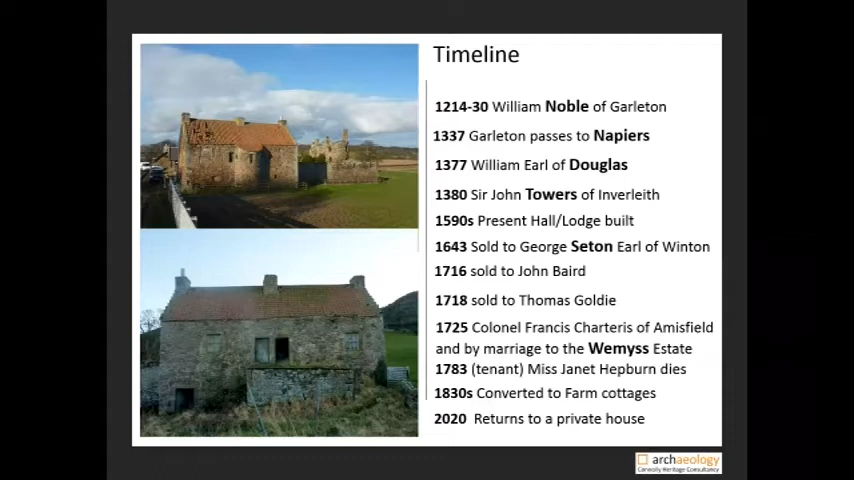 Timeline
1214-30 William Noble of Garleton
1337 Garleton passes to Napiers
1377 William Earl of Douglas
1380 Sir John Towers of Inverleith
1590s Present Hall/Lodge built
1643 Sold to George Seton Earl of Winton
1716 sold to John Baird
1718 sold to Thomas Goldie
1725 Colonel Francis Charteris of Amisfield
and by marriage to the Wemyss Estate
1783 (tenant) Miss Janet Hepburn dies
1830s Converted to Farm cottages
2020 Returns to a private house
archaeology
Connolly Heritage Consultancy